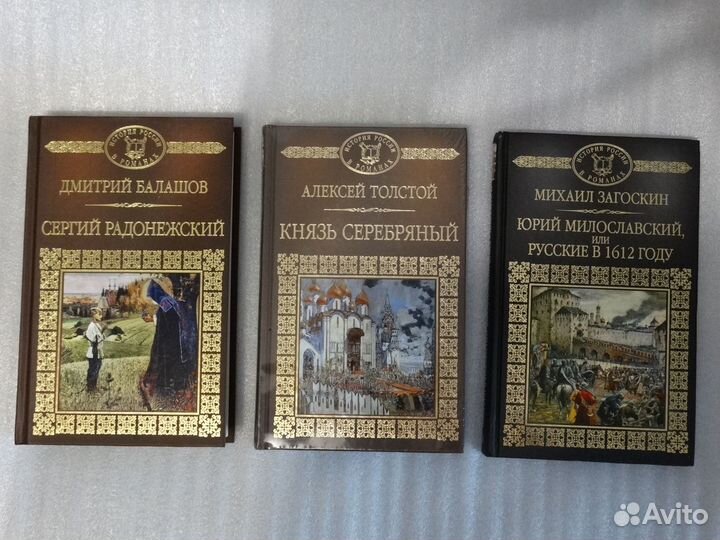 ИСТОРИЯ РОССИИ
В РОМАНАХ
ДМИТРИЙ БАЛАШОВ
СЕРГИЙ РАДОНЕЖСКИЙ
ИСТОРИЯ РОССИИ
В РОМАНАХ
АЛЕКСЕЙ ТОЛСТОЙ
КНЯЗЬ СЕРЕБРЯНЫЙ
ИСТОРИЯ РОССИИ
В РОМАНАХ
МИХАИЛ ЗАГОСКИН
ЮРИЙ МИЛОСЛАВСКИЙ,
ИЛИ
РУССКИЕ В 1612 ГОДУ
Avito